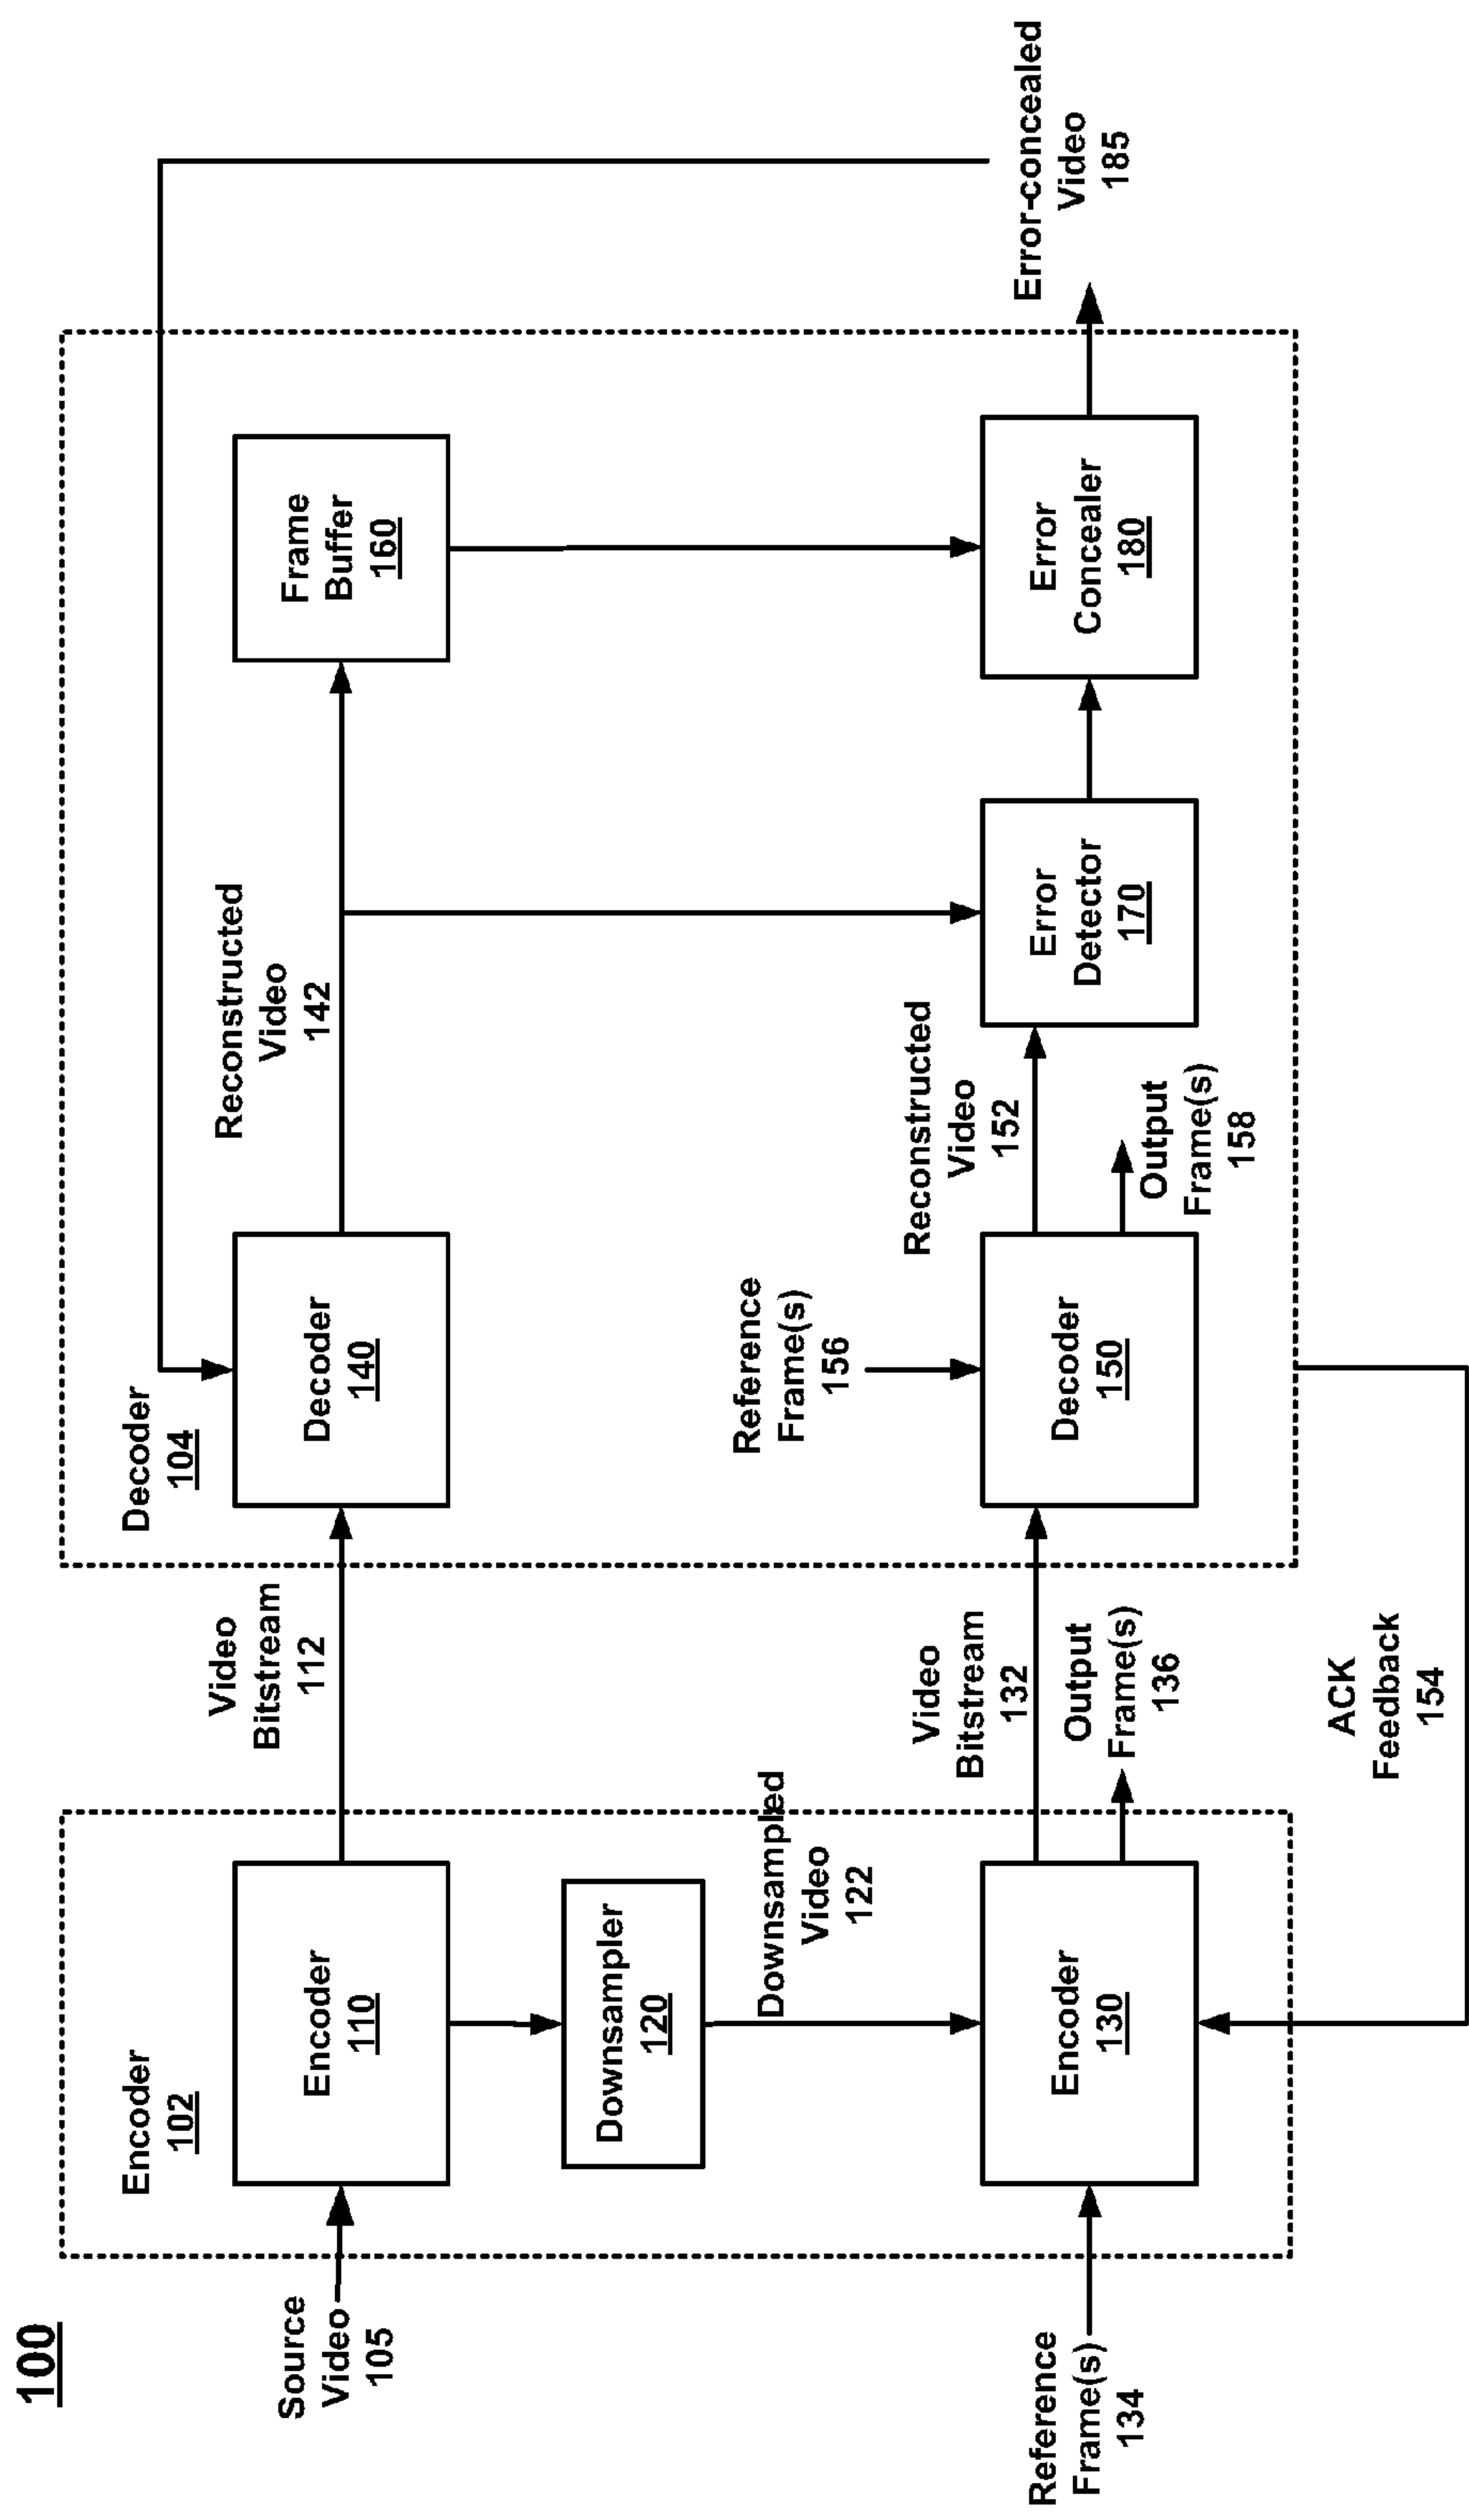 100
Encoder
102
Source
Video
105
Encoder
110
Downsampler
120
Downsampled
Video
122
Reference
Frame(s)
134
Encoder
130
Video
Bitstream
112
Video
Bitstream
132
Output
Frame(s)
136
ACK
Feedback
154
Decoder
104
Decoder
140
Reconstructed
Video
142
Frame
Buffer
160
Reference
Frame(s)
156
Decoder
150
Reconstructed
Video
152
Output
Frame(s)
158
Error
Detector
170
Error
Concealer
180
Error-concealed
Video
185